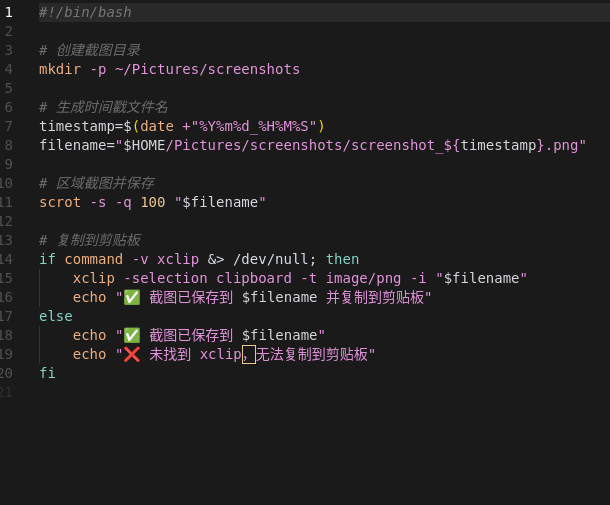 1 #!/bin/bash
2
3 # 创建截图目录
4 mkdir -p ~/Pictures/screenshots
5
6 # 生成时间戳文件名
7 timestamp=$(date +"%Y%m%d_%H%M%S")
8 filename="$HOME/Pictures/screenshots/screenshot_${timestamp}.png"
9
10 # 区域截图并保存
11 scrot -s -q 100 "$filename"
12
13 # 复制到剪贴板
14 if command -v xclip &> /dev/null; then
15     xclip -selection clipboard -t image/png -i "$filename"
16     echo "✅ 截图已保存到 $filename 并复制到剪贴板"
17 else
18     echo "✅ 截图已保存到 $filename"
19     echo "❌ 未找到 xclip，无法复制到剪贴板"
20 fi
21